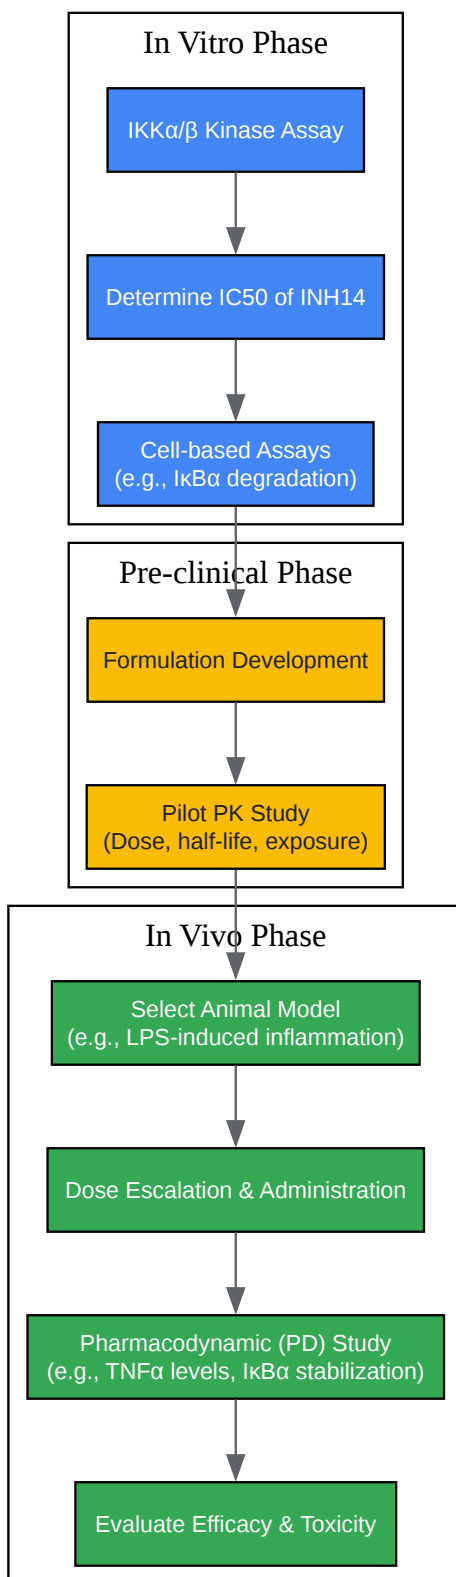 In Vitro Phase
IKKα/β Kinase Assay
Determine IC50 of INH14
Cell-based Assays
(e.g., IκBα degradation)
Pre-clinical Phase
Formulation Development
Pilot PK Study
(Dose, half-life, exposure)
In Vivo Phase
Select Animal Model
(e.g., LPS-induced inflammation)
Dose Escalation & Administration
Pharmacodynamic (PD) Study
(e.g., TNFα levels, IκBα stabilization)
Evaluate Efficacy & Toxicity